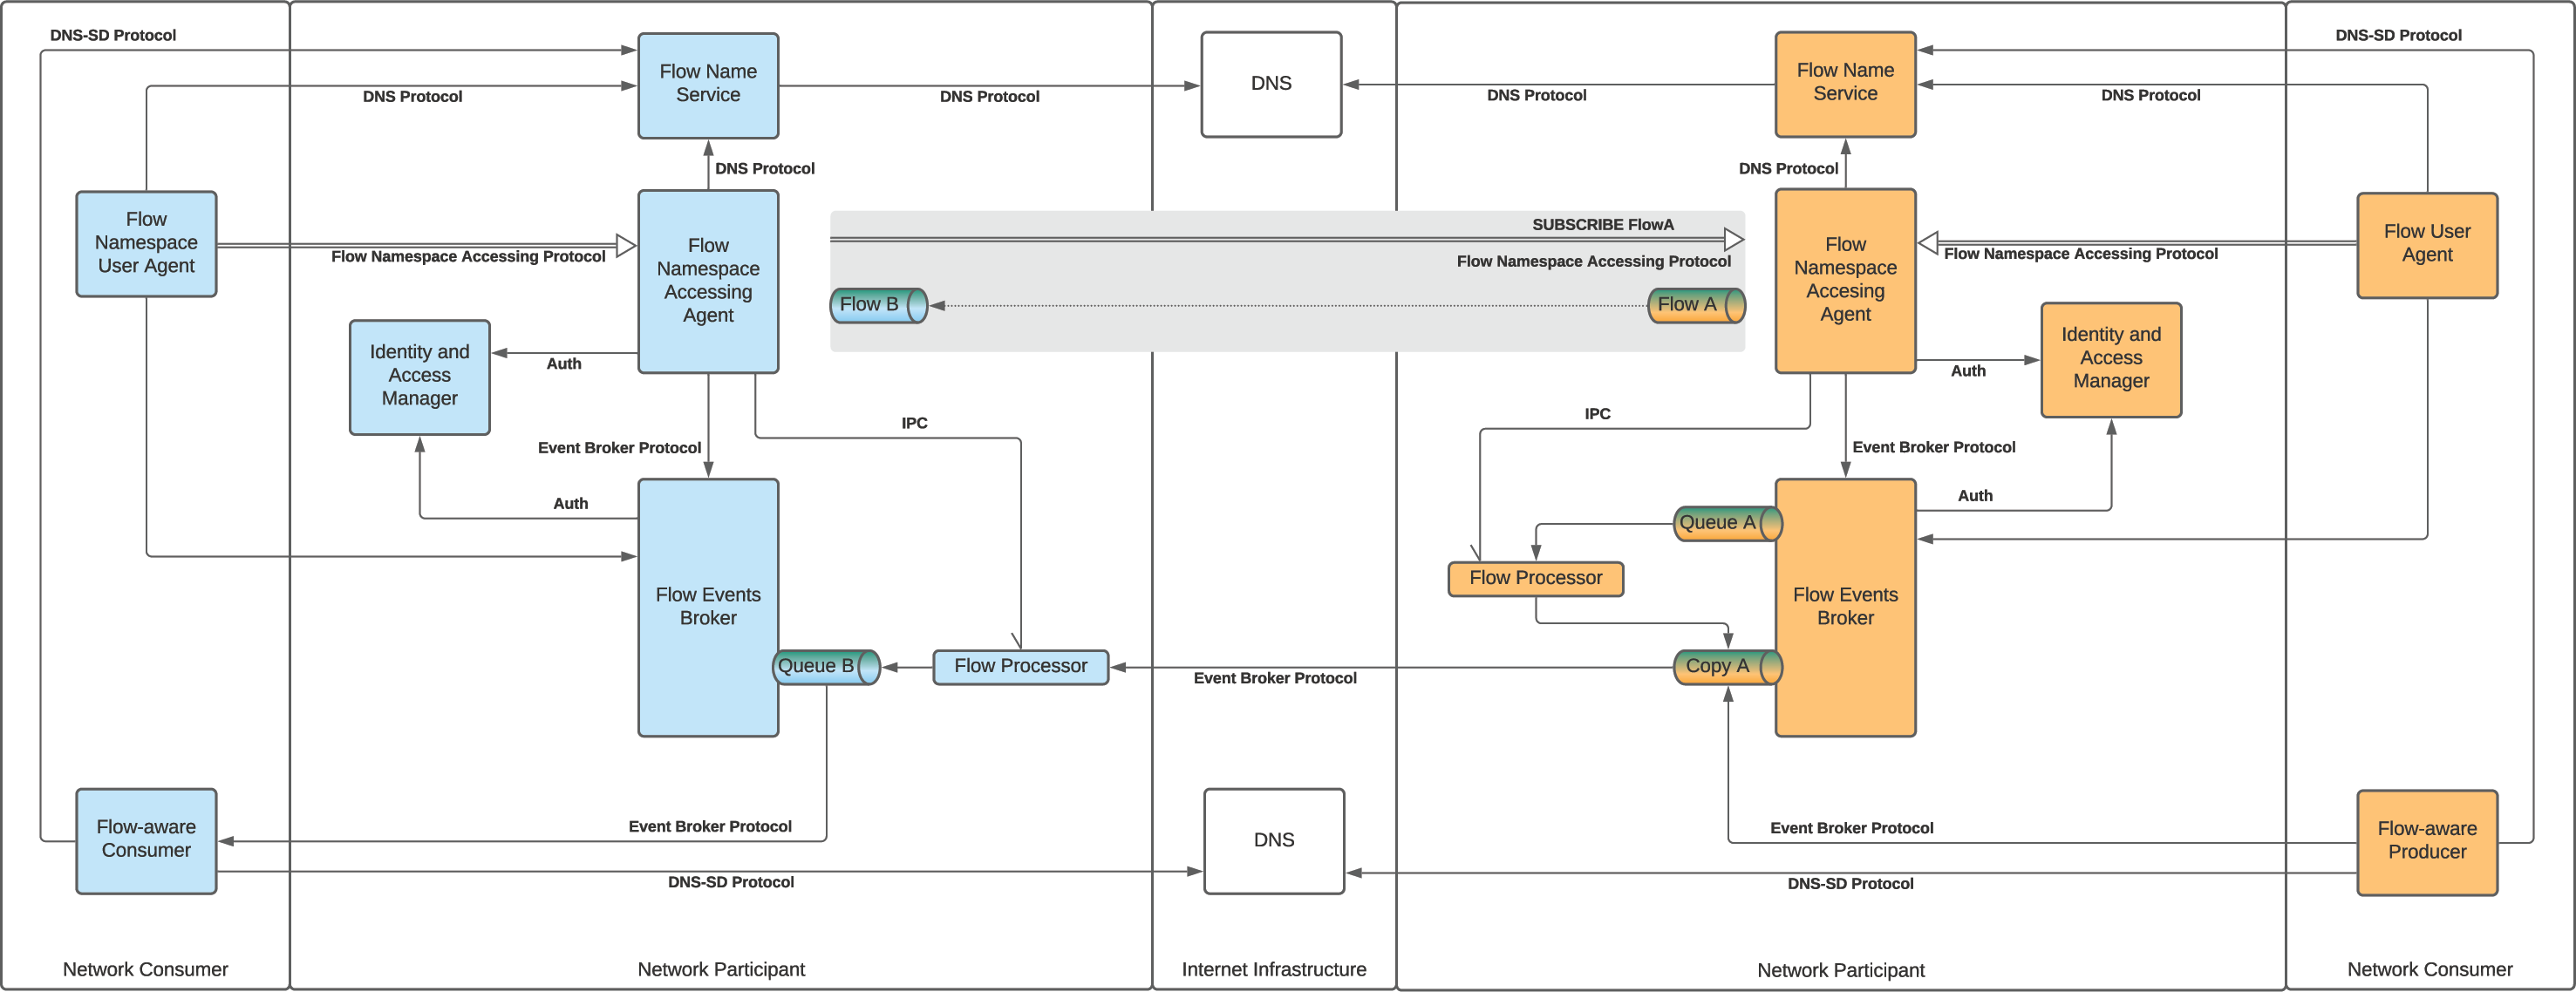 DNS-SD Protocol
DNS-SD Protocol
Flow Name
Service
DNS
Flow Name
Service
DNS Protocol
DNS Protocol
DNS Protocol
DNS Protocol
DNS Protocol
DNS Protocol
Flow
Namespace
User Agent
Flow Namespace Accessing Protocol
Flow
Namespace
Accessing
Agent
SUBSCRIBE FlowA
Flow Namespace Accessing Protocol
Flow B
Flow A
Flow
Namespace
Accesing
Agent
Flow Namespace Accessing Protocol
Flow User
Agent
Identity and
Access
Manager
Auth
Auth
Identity and
Access
Manager
IPC
IPC
Event Broker Protocol
Event Broker Protocol
Auth
Auth
Queue A
Flow Processor
Flow Events
Broker
Flow Events
Broker
Queue B
Flow Processor
Event Broker Protocol
Copy A
Flow-aware
Consumer
Event Broker Protocol
DNS
Event Broker Protocol
Flow-aware
Producer
DNS-SD Protocol
DNS-SD Protocol
Network Consumer
Network Participant
Internet Infrastructure
Network Participant
Network Consumer